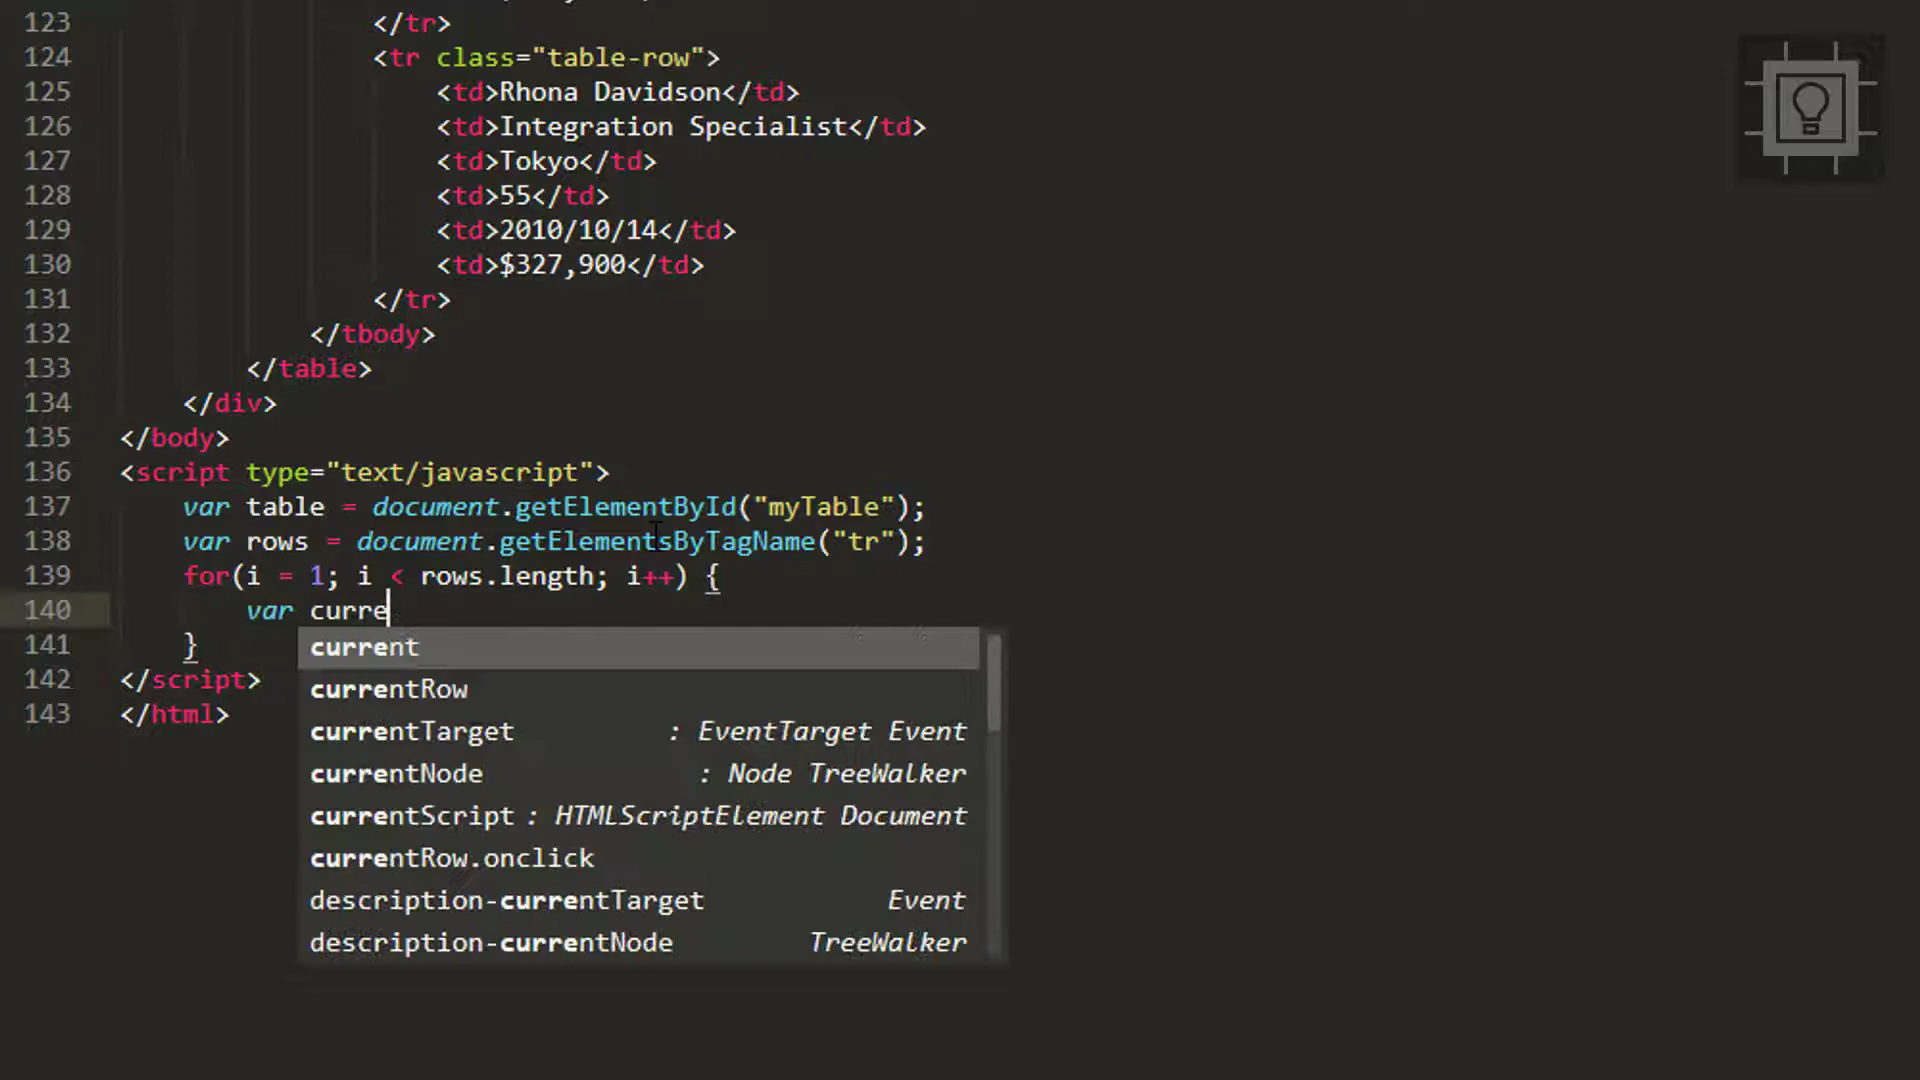 123 </tr>
124 <tr class="table-row">
125 <td>Rhona Davidson</td>
126 <td>Integration Specialist</td>
127 <td>Tokyo</td>
128 <td>55</td>
129 <td>2010/10/14</td>
130 <td>$327,900</td>
131 </tr>
132 </tbody>
133 </table>
134 </div>
135 </body>
136 <script type="text/javascript">
137 var table = document.getElementById("myTable");
138 var rows = document.getElementsByTagName("tr");
139 for(i = 1; i < rows.length; i++) {
140 var curre
141 }
142 </script>
143 </html>
current
currentRow
currentTarget : EventTarget Event
currentNode : Node TreeWalker
currentScript : HTMLScriptElement Document
currentRow.onclick
description-currentTarget Event
description-currentNode TreeWalker